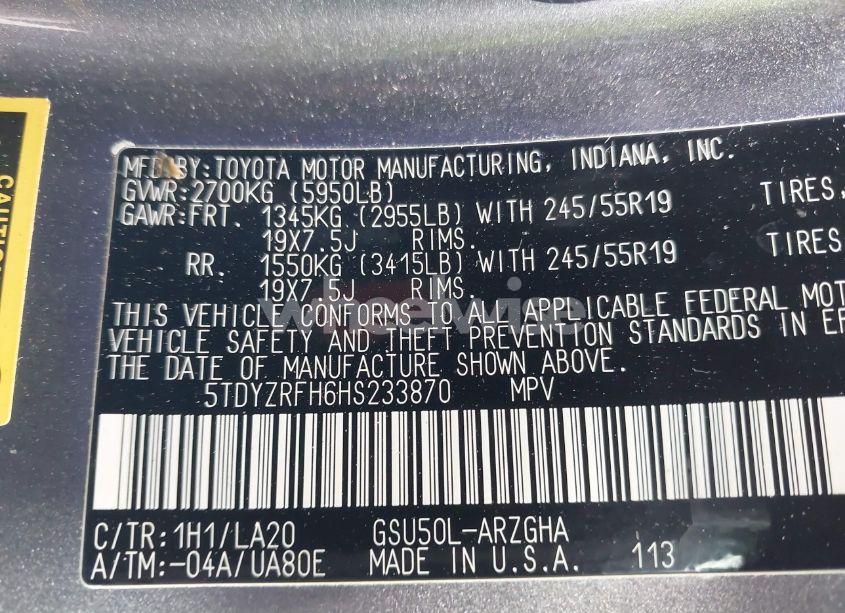 CAUTION
MFD.BY:TOYOTA MOTOR MANUFACTURING, INDIANA, INC.
GVWR:2700KG (5950LB)
GAWR:FRT. 1345KG (2955LB) WITH 245/55R19 TIRES,
19X7.5J RIMS.
RR. 1550KG (3415LB) WITH 245/55R19 TIRES
19X7.5J RIMS.
THIS VEHICLE CONFORMS TO ALL APPLICABLE FEDERAL MOT
VEHICLE SAFETY AND THEFT PREVENTION STANDARDS IN EF
THE DATE OF MANUFACTURE SHOWN ABOVE.
5TDYZRFH6HS233870 MPV
C/TR:1H1/LA20 GSU50L-ARZGHA
A/TM:-04A/UA80E MADE IN U.S.A. 113